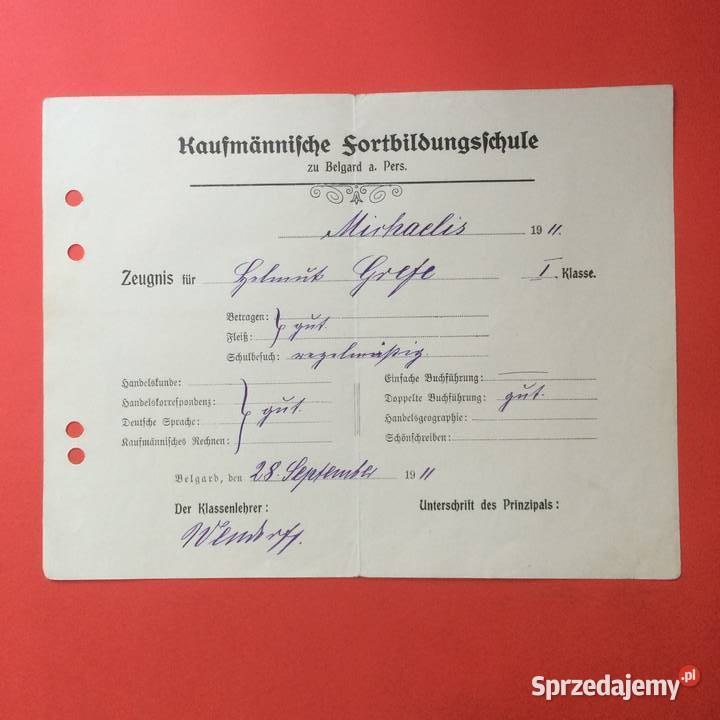 Kaufmännische Fortbildungsschule
zu Belgard a. Pers.
Michaelis 1911.
Zeugnis für Helmut Grefe I. Klasse.
Betragen: } gut.
Fleiß:
Schulbesuch: regelmäßig.
Handelskunde:
Handelskorrespondenz: } gut.
Deutsche Sprache:
Kaufmännisches Rechnen:
Einfache Buchführung: —
Doppelte Buchführung: gut.
Handelsgeographie:
Schönschreiben:
Belgard, den 28. September 1911
Der Klassenlehrer:
Unterschrift des Prinzipals:
Sprzedajemy.pl